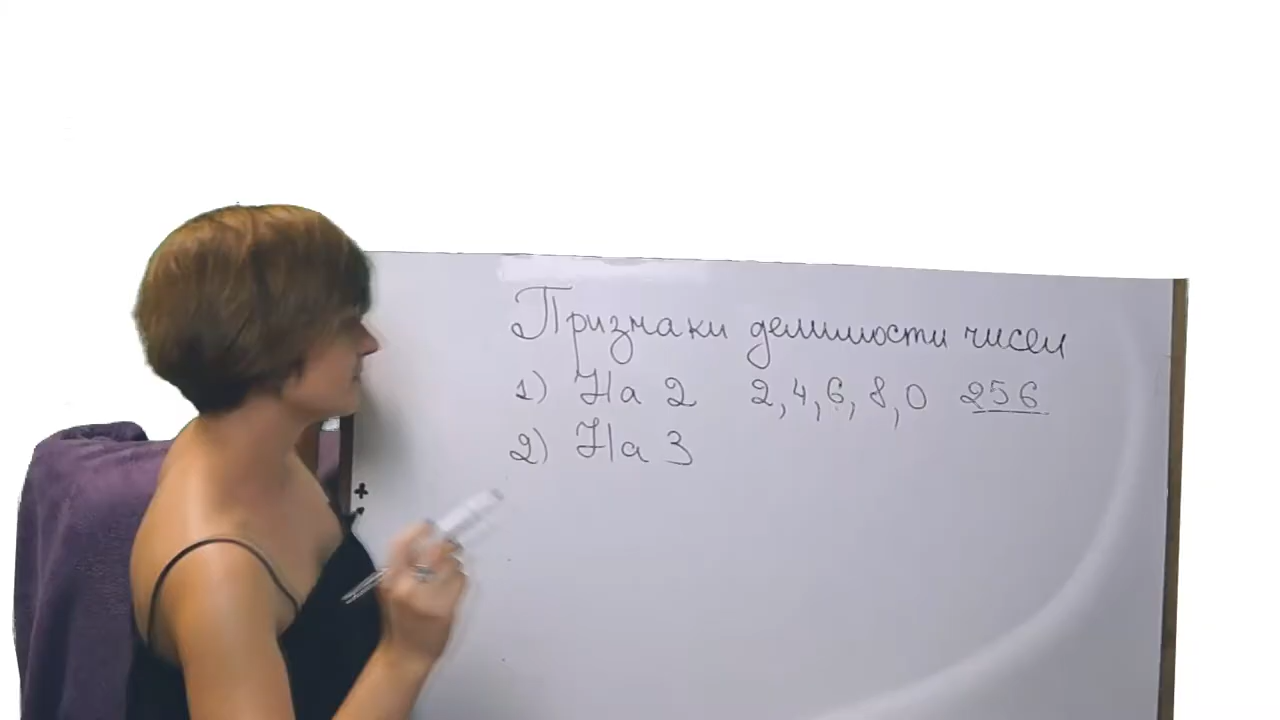 Признаки делимости чисел
1) На 2 2, 4, 6, 8, 0 256
2) На 3